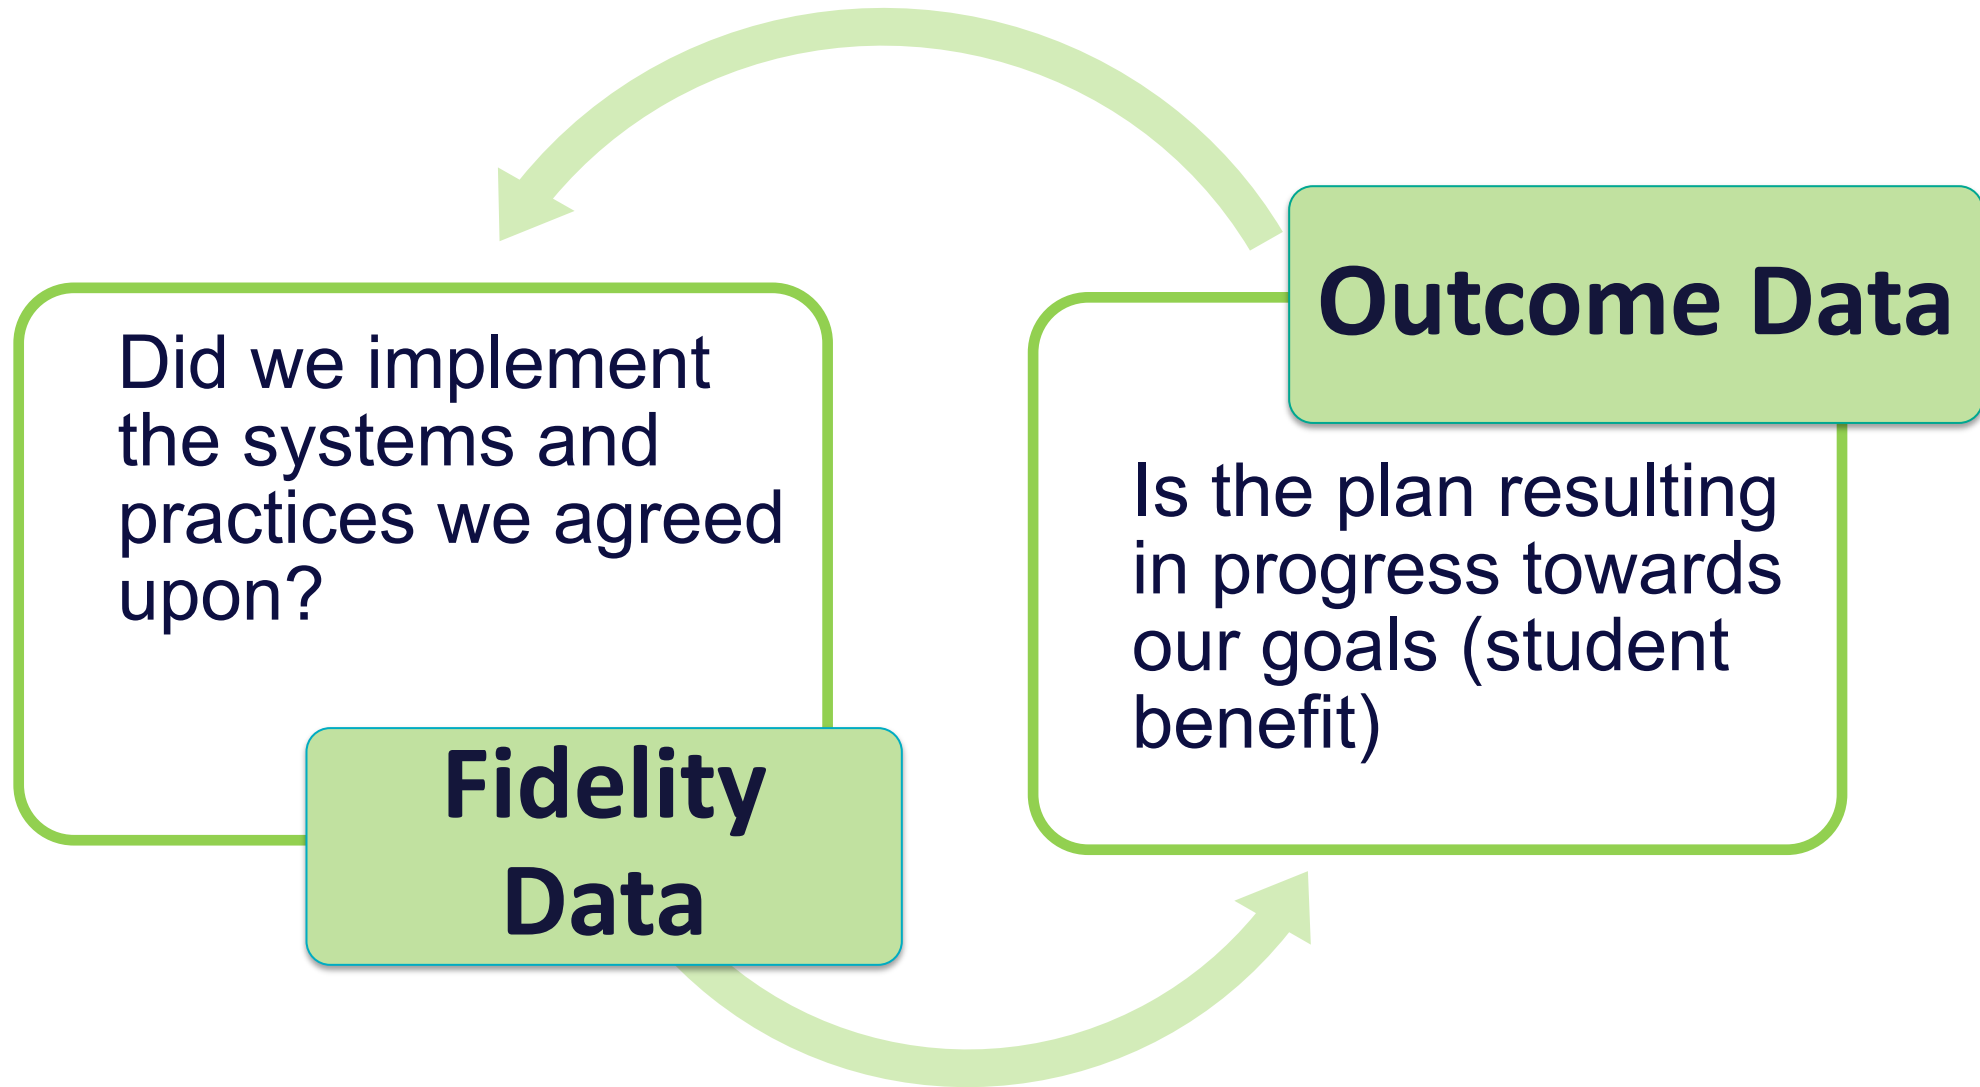 Did we implement
the systems and
practices we agreed
upon?
Fidelity
Data
Outcome Data
Is the plan resulting
in progress towards
our goals (student
benefit)